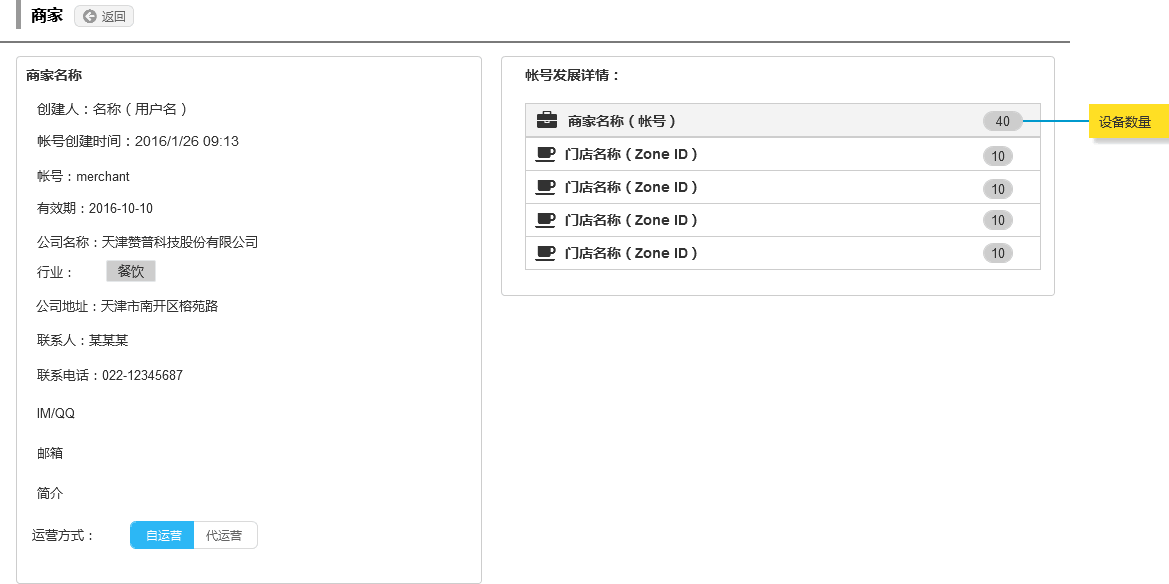 商家 返回
商家名称
创建人：名称（用户名）
帐号创建时间：2016/1/26 09:13
帐号：merchant
有效期：2016-10-10
公司名称：天津赞普科技股份有限公司
行业： 餐饮
公司地址：天津市南开区榕苑路
联系人：某某某
联系电话：022-12345687
IM/QQ
邮箱
简介
运营方式： 自运营 代运营
帐号发展详情：
商家名称（帐号） 40 设备数量
门店名称（Zone ID） 10
门店名称（Zone ID） 10
门店名称（Zone ID） 10
门店名称（Zone ID） 10